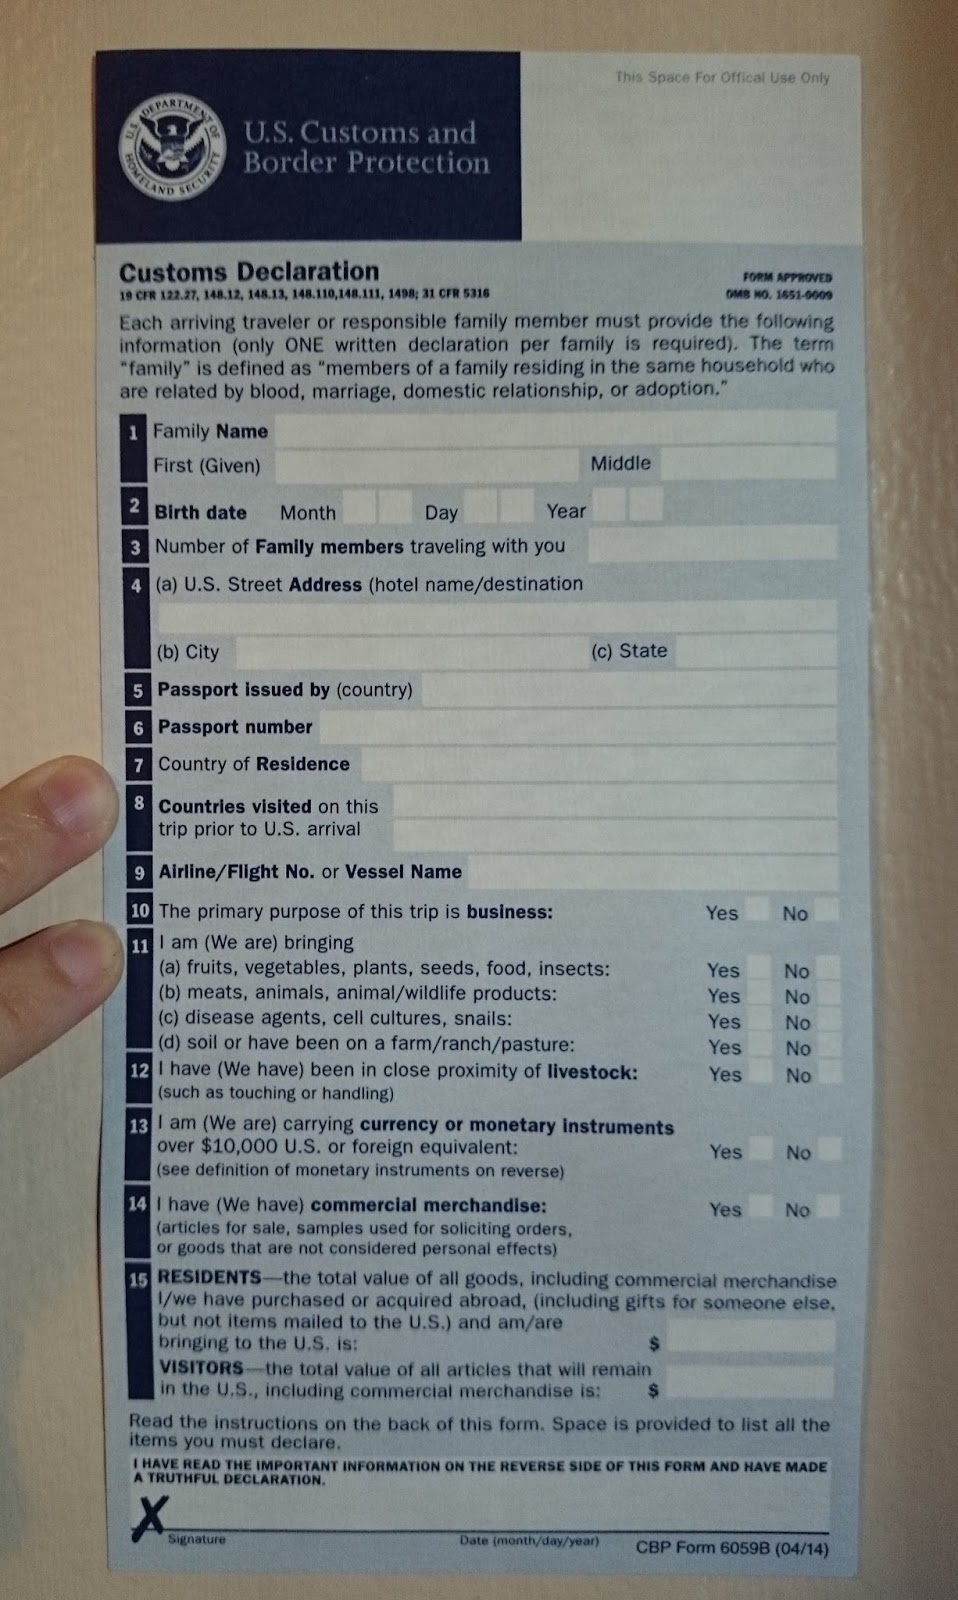 This Space For Offical Use Only
U.S. DEPARTMENT OF
HOMELAND SECURITY
U.S. Customs and
Border Protection
Customs Declaration
19 CFR 122.27, 148.12, 148.13, 148.110,148.111, 1498; 31 CFR 5316
FORM APPROVED
OMB NO. 1651-0009
Each arriving traveler or responsible family member must provide the following
information (only ONE written declaration per family is required). The term
"family" is defined as "members of a family residing in the same household who
are related by blood, marriage, domestic relationship, or adoption."
1 Family Name
First (Given) Middle
2 Birth date Month Day Year
3 Number of Family members traveling with you
4 (a) U.S. Street Address (hotel name/destination
(b) City (c) State
5 Passport issued by (country)
6 Passport number
7 Country of Residence
8 Countries visited on this
trip prior to U.S. arrival
9 Airline/Flight No. or Vessel Name
10 The primary purpose of this trip is business: Yes No
11 I am (We are) bringing
(a) fruits, vegetables, plants, seeds, food, insects: Yes No
(b) meats, animals, animal/wildlife products: Yes No
(c) disease agents, cell cultures, snails: Yes No
(d) soil or have been on a farm/ranch/pasture: Yes No
12 I have (We have) been in close proximity of livestock: Yes No
(such as touching or handling)
13 I am (We are) carrying currency or monetary instruments
over $10,000 U.S. or foreign equivalent: Yes No
(see definition of monetary instruments on reverse)
14 I have (We have) commercial merchandise: Yes No
(articles for sale, samples used for soliciting orders,
or goods that are not considered personal effects)
15 RESIDENTS—the total value of all goods, including commercial merchandise
I/we have purchased or acquired abroad, (including gifts for someone else,
but not items mailed to the U.S.) and am/are
bringing to the U.S. is: $
VISITORS—the total value of all articles that will remain
in the U.S., including commercial merchandise is: $
Read the instructions on the back of this form. Space is provided to list all the
items you must declare.
I HAVE READ THE IMPORTANT INFORMATION ON THE REVERSE SIDE OF THIS FORM AND HAVE MADE
A TRUTHFUL DECLARATION.
X
Signature Date (month/day/year) CBP Form 6059B (04/14)